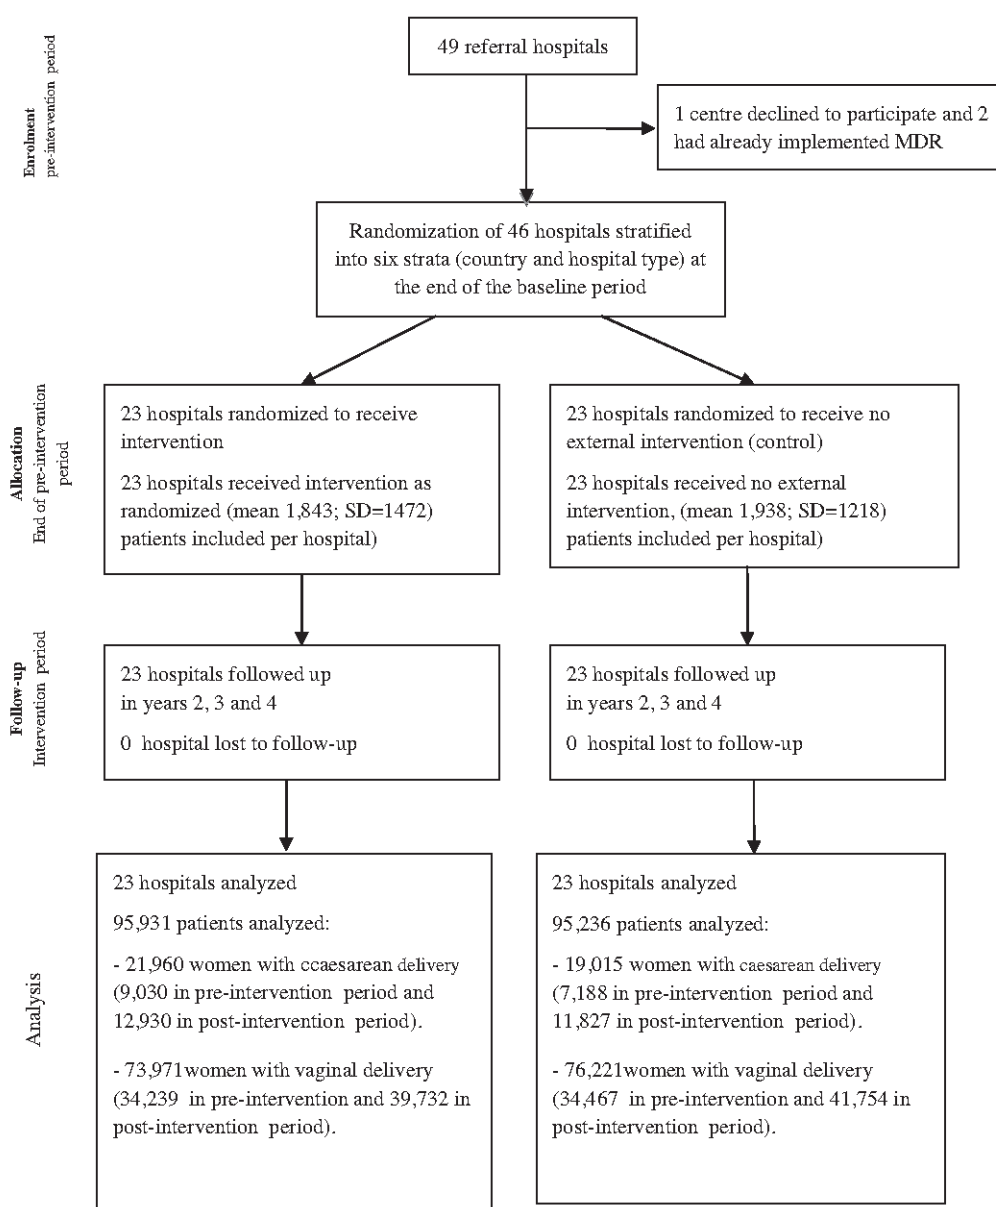 49 referral hospitals
Enrolment
pre-intervention period
1 centre declined to participate and 2
had already implemented MDR
Randomization of 46 hospitals stratified
into six strata (country and hospital type) at
the end of the baseline period
Allocation
End of pre-intervention
period
23 hospitals randomized to receive
intervention
23 hospitals received intervention as
randomized (mean 1,843; SD=1472)
patients included per hospital)
23 hospitals randomized to receive no
external intervention (control)
23 hospitals received no external
intervention, (mean 1,938; SD=1218)
patients included per hospital)
Follow-up
Intervention period
23 hospitals followed up
in years 2, 3 and 4
0 hospital lost to follow-up
23 hospitals followed up
in years 2, 3 and 4
0 hospital lost to follow-up
Analysis
23 hospitals analyzed
95,931 patients analyzed:
- 21,960 women with ccaesarean delivery
(9,030 in pre-intervention period and
12,930 in post-intervention period).
- 73,971women with vaginal delivery
(34,239 in pre-intervention and 39,732 in
post-intervention period).
23 hospitals analyzed
95,236 patients analyzed:
- 19,015 women with caesarean delivery
(7,188 in pre-intervention period and
11,827 in post-intervention period).
- 76,221women with vaginal delivery
(34,467 in pre-intervention and 41,754 in
post-intervention period).